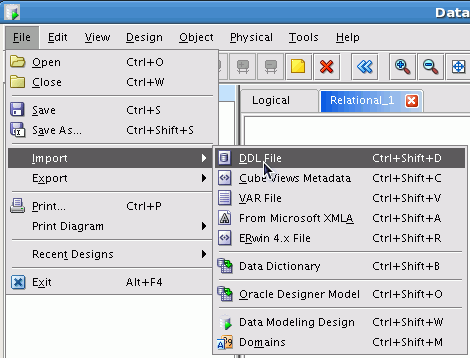 Data
File Edit View Design Object Physical Tools Help
Open Ctrl+O
Close Ctrl+W
Save Ctrl+S
Save As... Ctrl+Shift+S
Import
Export
Print... Ctrl+P
Print Diagram
Recent Designs
Exit Alt+F4
Logical Relational_1
DDL File Ctrl+Shift+D
Cube Views Metadata Ctrl+Shift+C
VAR File Ctrl+Shift+V
From Microsoft XMLA Ctrl+Shift+A
ERwin 4.x File Ctrl+Shift+R
Data Dictionary Ctrl+Shift+B
Oracle Designer Model Ctrl+Shift+O
Data Modeling Design Ctrl+Shift+W
Domains Ctrl+Shift+M